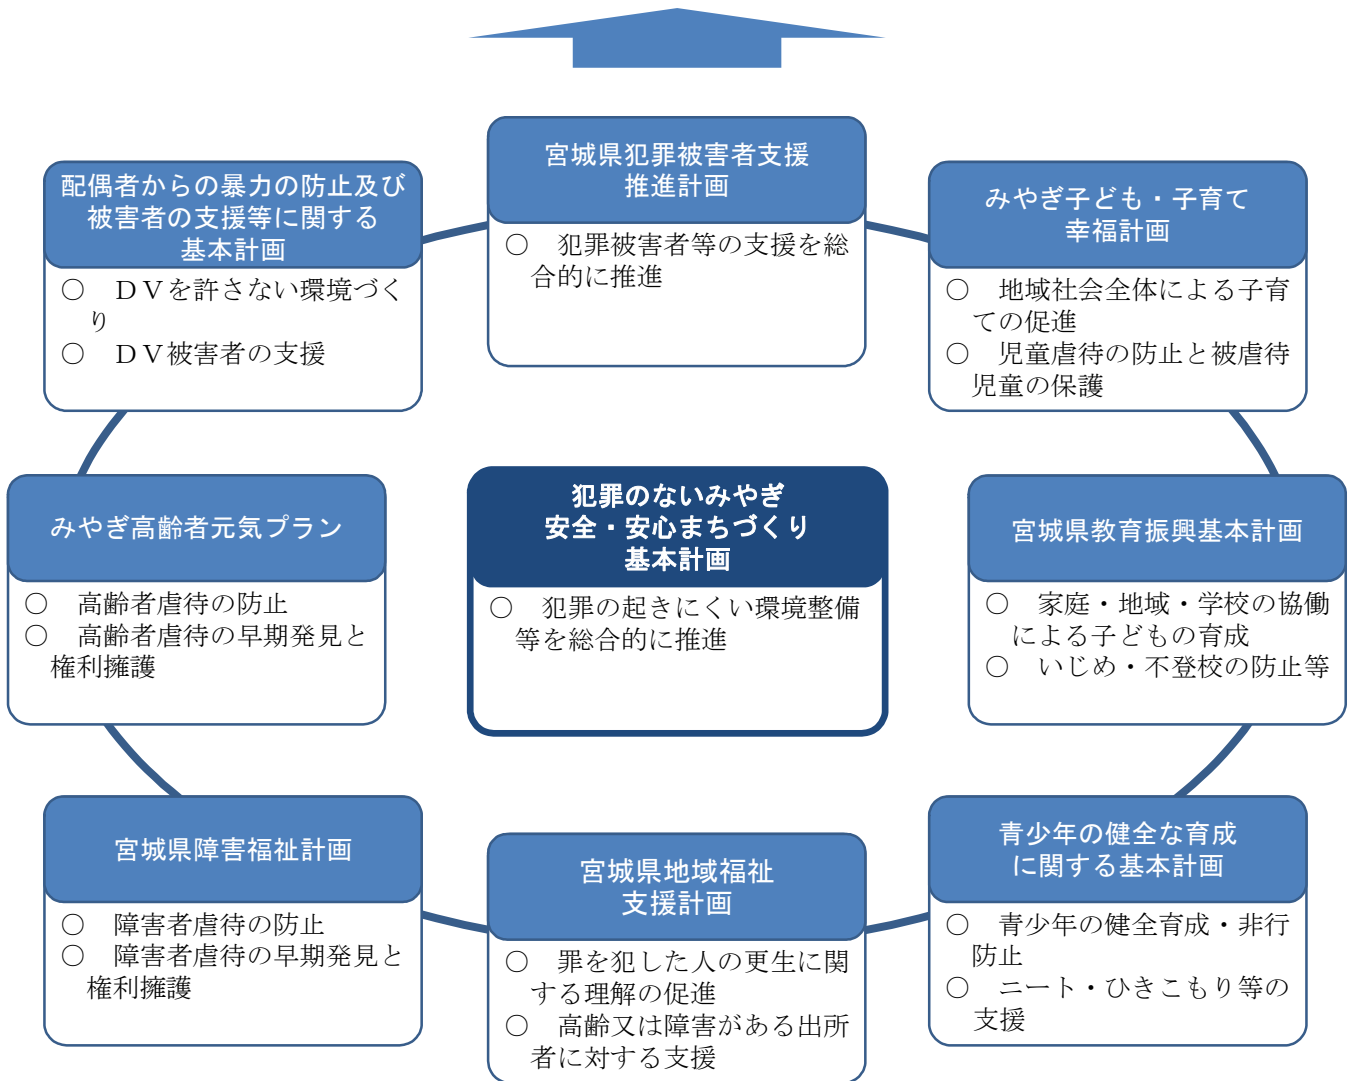 宮城県犯罪被害者支援
推進計画
○　犯罪被害者等の支援を総
合的に推進
配偶者からの暴力の防止及び
被害者の支援等に関する
基本計画
○　ＤＶを許さない環境づく
り
○　ＤＶ被害者の支援
みやぎ子ども・子育て
幸福計画
○　地域社会全体による子育
ての促進
○　児童虐待の防止と被虐待
児童の保護
みやぎ高齢者元気プラン
○　高齢者虐待の防止
○　高齢者虐待の早期発見と
権利擁護
犯罪のないみやぎ
安全・安心まちづくり
基本計画
○　犯罪の起きにくい環境整備
等を総合的に推進
宮城県教育振興基本計画
○　家庭・地域・学校の協働
による子どもの育成
○　いじめ・不登校の防止等
宮城県障害福祉計画
○　障害者虐待の防止
○　障害者虐待の早期発見と
権利擁護
宮城県地域福祉
支援計画
○　罪を犯した人の更生に関
する理解の促進
○　高齢又は障害がある出所
者に対する支援
青少年の健全な育成
に関する基本計画
○　青少年の健全育成・非行
防止
○　ニート・ひきこもり等の
支援